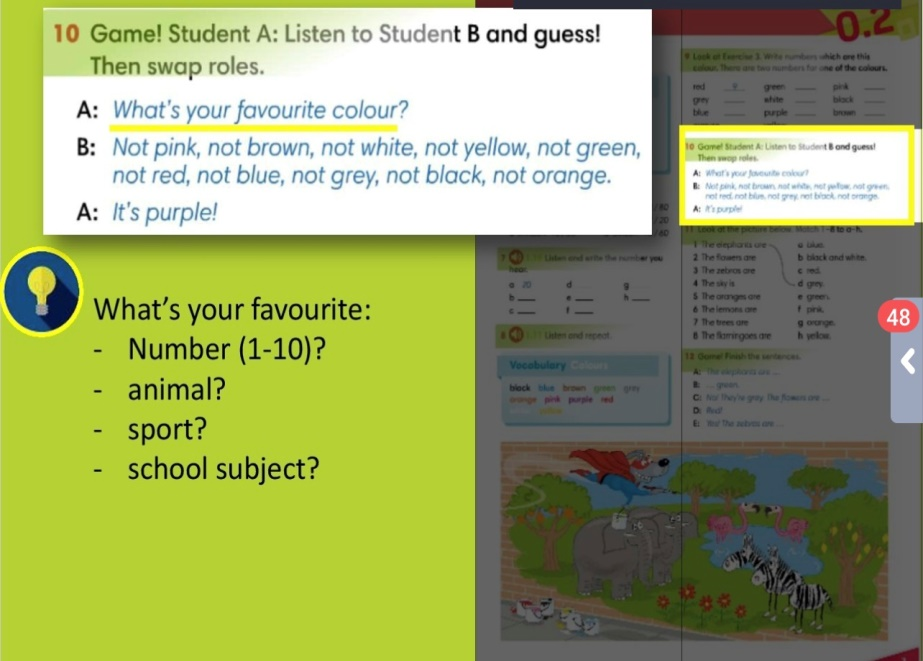 10 Game! Student A: Listen to Student B and guess!
Then swap roles.
A: What's your favourite colour?
B: Not pink, not brown, not white, not yellow, not green,
not red, not blue, not grey, not black, not orange.
A: It's purple!
What's your favourite:
- Number (1-10)?
- animal?
- sport?
- school subject?
0.2
9 Look at Exercise 3. Write numbers which are this
colour. There are two numbers for one of the colours.
red 9 green pink
grey white black
blue purple brown
10 Game! Student A: Listen to Student B and guess!
Then swap roles.
A: What's your favourite colour?
B: Not pink, not brown, not white, not yellow, not green,
not red, not blue, not grey, not black, not orange.
A: It's purple!
11 Look at the picture below. Match 1-8 to a-h.
1 The elephants are a blue.
2 The flowers are b black and white.
3 The zebras are c red.
4 The sky is d grey.
5 The oranges are e green.
6 The lemons are f pink.
7 The trees are g orange.
8 The flamingoes are h yellow.
12 Game! Finish the sentences.
A: The elephants are ...
B: ... green.
C: No! They're grey. The flowers are ...
D: Red!
E: Yes! The zebras are ...
7 Listen and write the number you
hear.
a 20 d g
b e h
c f
8 Listen and repeat.
Vocabulary Colours
black blue brown green grey
orange pink purple red
48